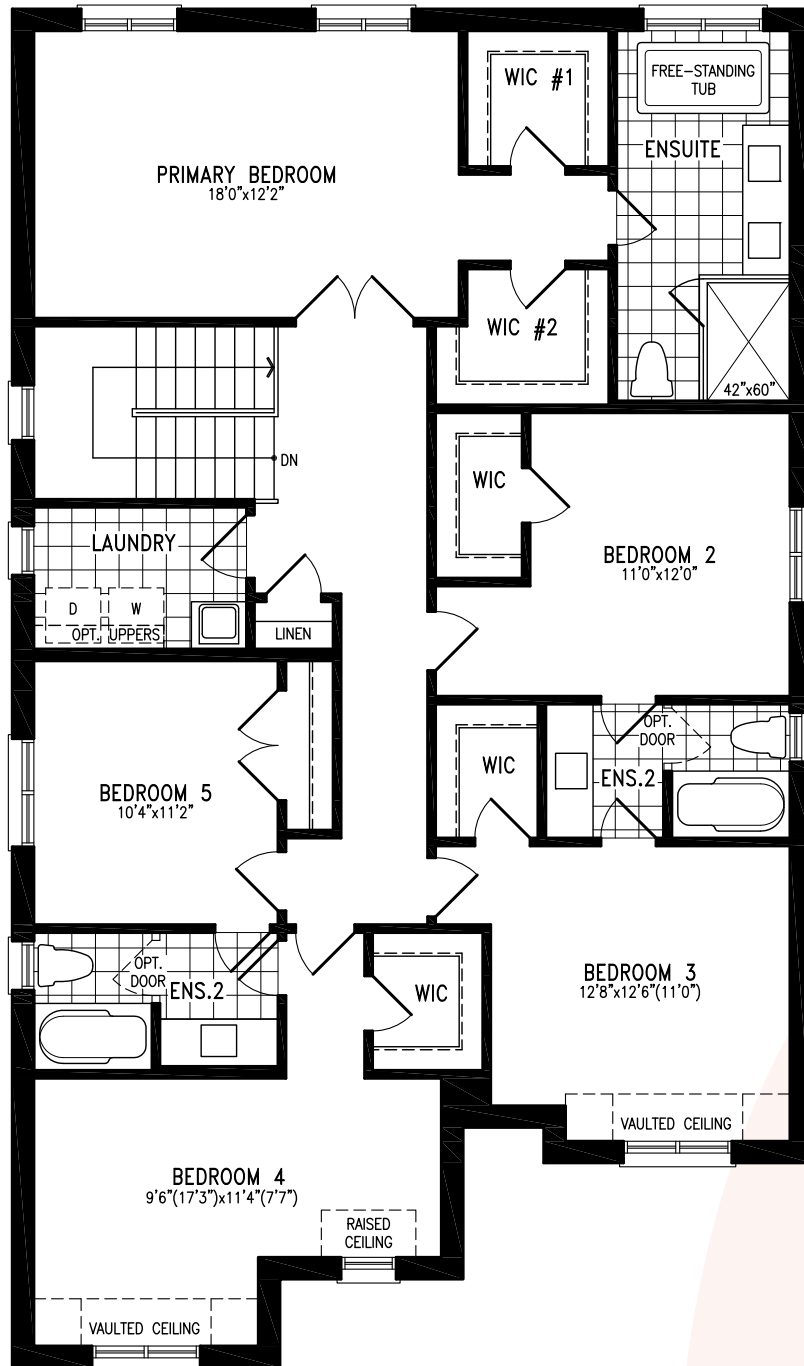 WIC #1
FREE-STANDING
TUB
ENSUITE
PRIMARY BEDROOM
18'0"x12'2"
WIC #2
42"x60"
DN
WIC
LAUNDRY
BEDROOM 2
11'0"x12'0"
D W
OPT. UPPERS
LINEN
OPT.
DOOR
WIC
ENS.2
BEDROOM 5
10'4"x11'2"
OPT.
DOOR
ENS.2
WIC
BEDROOM 3
12'8"x12'6"(11'0")
VAULTED CEILING
BEDROOM 4
9'6"(17'3")x11'4"(7'7")
RAISED
CEILING
VAULTED CEILING